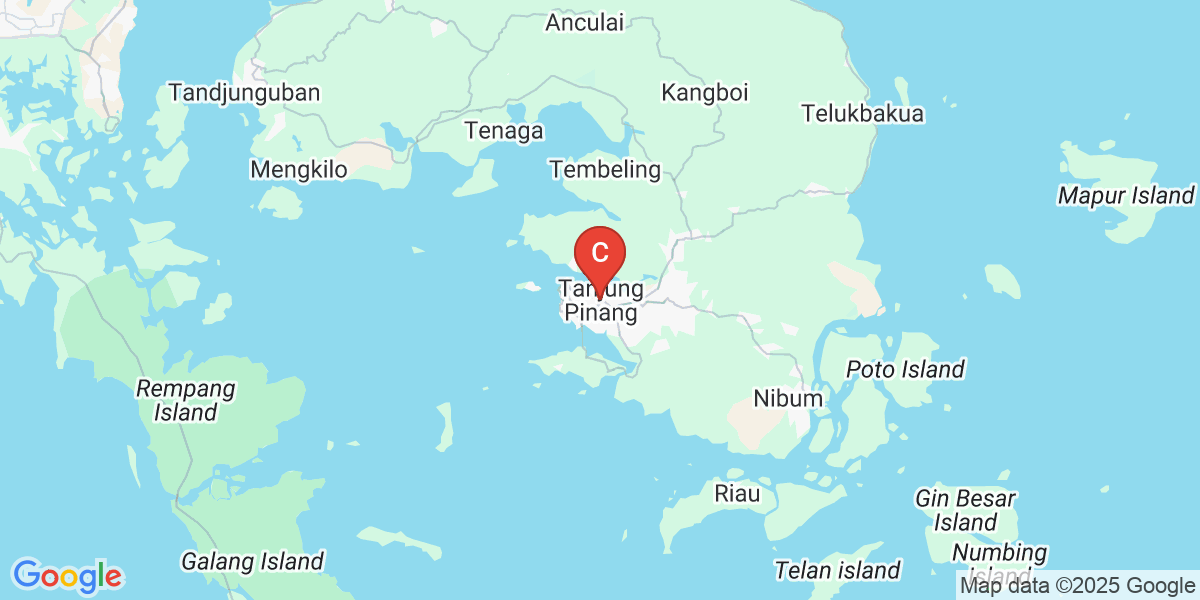 Anculai
Tandjunguban
Kangboi
Telukbakua
Tenaga
Mengkilo
Tembeling
Mapur Island
C
Tanjung
Pinang
Poto Island
Rempang
Island
Nibum
Riau
Gin Besar
Island
Numbing
Island
Galang Island
Telan island
Google
Map data ©2025 Google